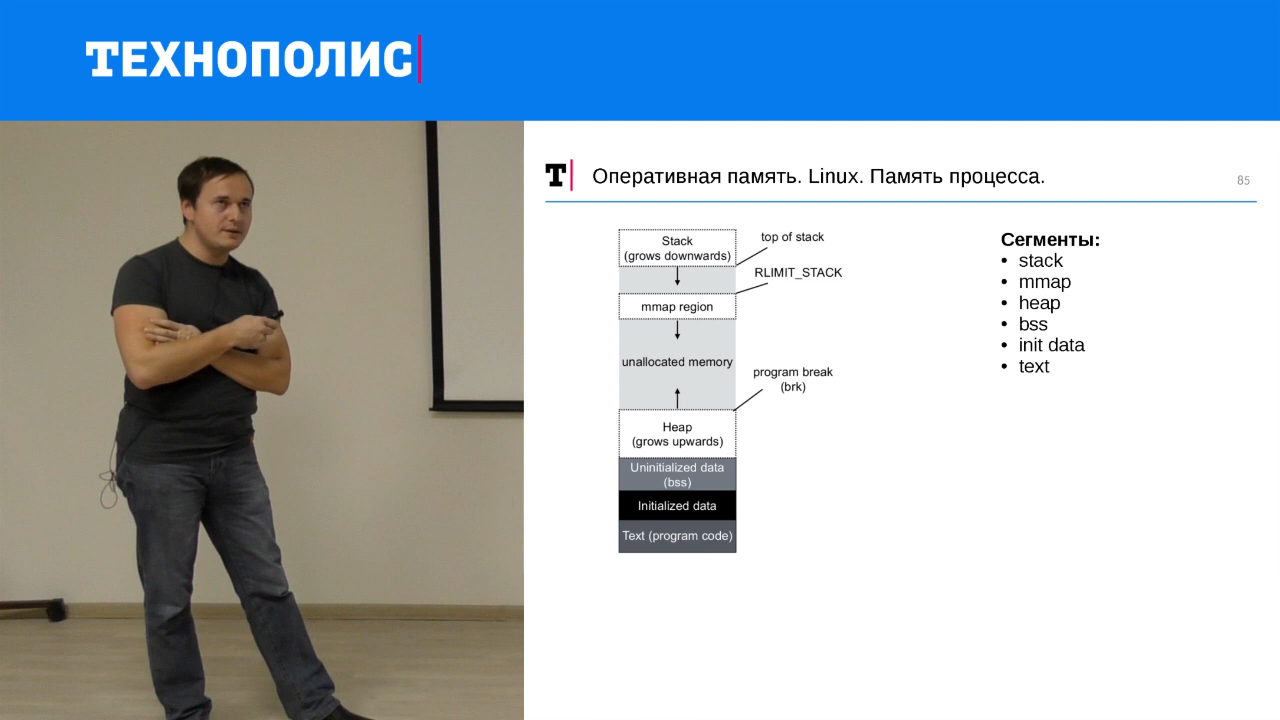 ТЕХНОПОЛИС
T
Оперативная память. Linux. Память процесса.
85
Stack
(grows downwards)
top of stack
RLIMIT_STACK
mmap region
unallocated memory
program break
(brk)
Heap
(grows upwards)
Uninitialized data
(bss)
Initialized data
Text (program code)
Сегменты:
• stack
• mmap
• heap
• bss
• init data
• text